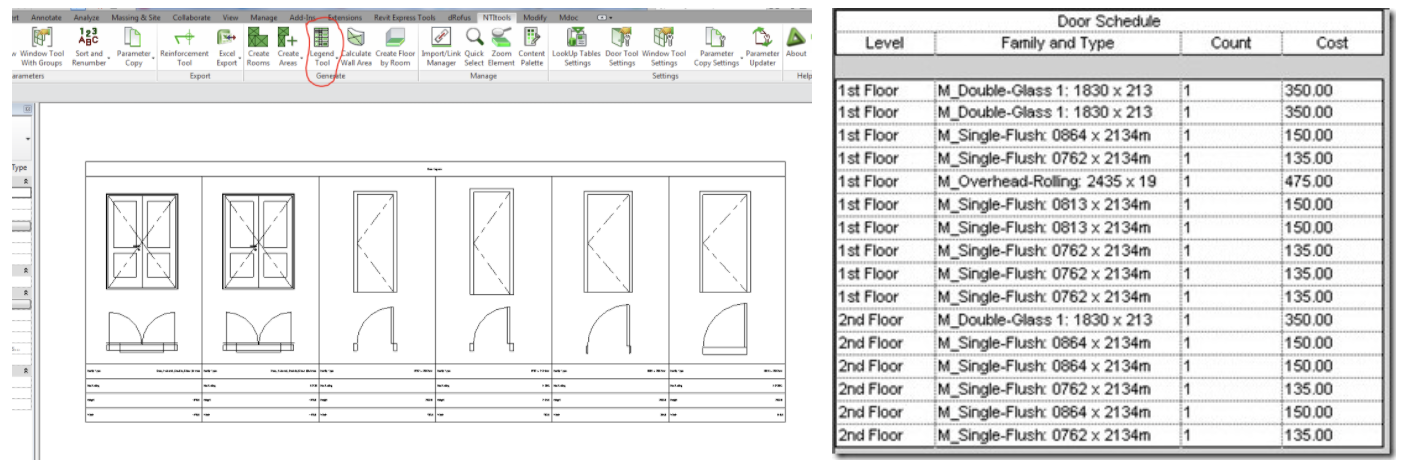 rt Annotate Analyze Massing & Site Collaborate View Manage Add-Ins Extensions Revit Express Tools dRofus NTItools Modify Mdoc
w Window Tool With Groups
Sort and Renumber
Parameter Copy
Reinforcement Tool
Excel Export
Create Rooms
Create Areas
Legend Tool
Calculate Wall Area
Create Floor by Room
Import/Link Manager
Quick Select
Zoom Element
Content Palette
LookUp Tables Settings
Door Tool Settings
Window Tool Settings
Parameter Copy Settings
Parameter Updater
About
arameters Export Generate Manage Settings Help
Type
Door Schedule
Level Family and Type Count Cost
1st Floor M_Double-Glass 1: 1830 x 213 1 350.00
1st Floor M_Double-Glass 1: 1830 x 213 1 350.00
1st Floor M_Single-Flush: 0864 x 2134m 1 150.00
1st Floor M_Single-Flush: 0762 x 2134m 1 135.00
1st Floor M_Overhead-Rolling: 2435 x 19 1 475.00
1st Floor M_Single-Flush: 0813 x 2134m 1 150.00
1st Floor M_Single-Flush: 0813 x 2134m 1 150.00
1st Floor M_Single-Flush: 0762 x 2134m 1 135.00
1st Floor M_Single-Flush: 0762 x 2134m 1 135.00
1st Floor M_Single-Flush: 0762 x 2134m 1 135.00
2nd Floor M_Double-Glass 1: 1830 x 213 1 350.00
2nd Floor M_Single-Flush: 0864 x 2134m 1 150.00
2nd Floor M_Single-Flush: 0864 x 2134m 1 150.00
2nd Floor M_Single-Flush: 0762 x 2134m 1 135.00
2nd Floor M_Single-Flush: 0864 x 2134m 1 150.00
2nd Floor M_Single-Flush: 0762 x 2134m 1 135.00